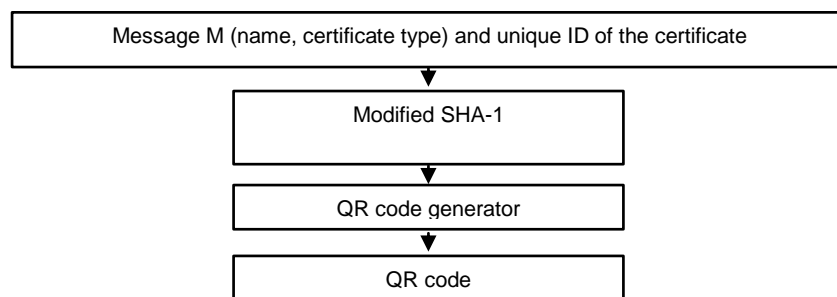 Message M (name, certificate type) and unique ID of the certificate
Modified SHA-1
QR code generator
QR code